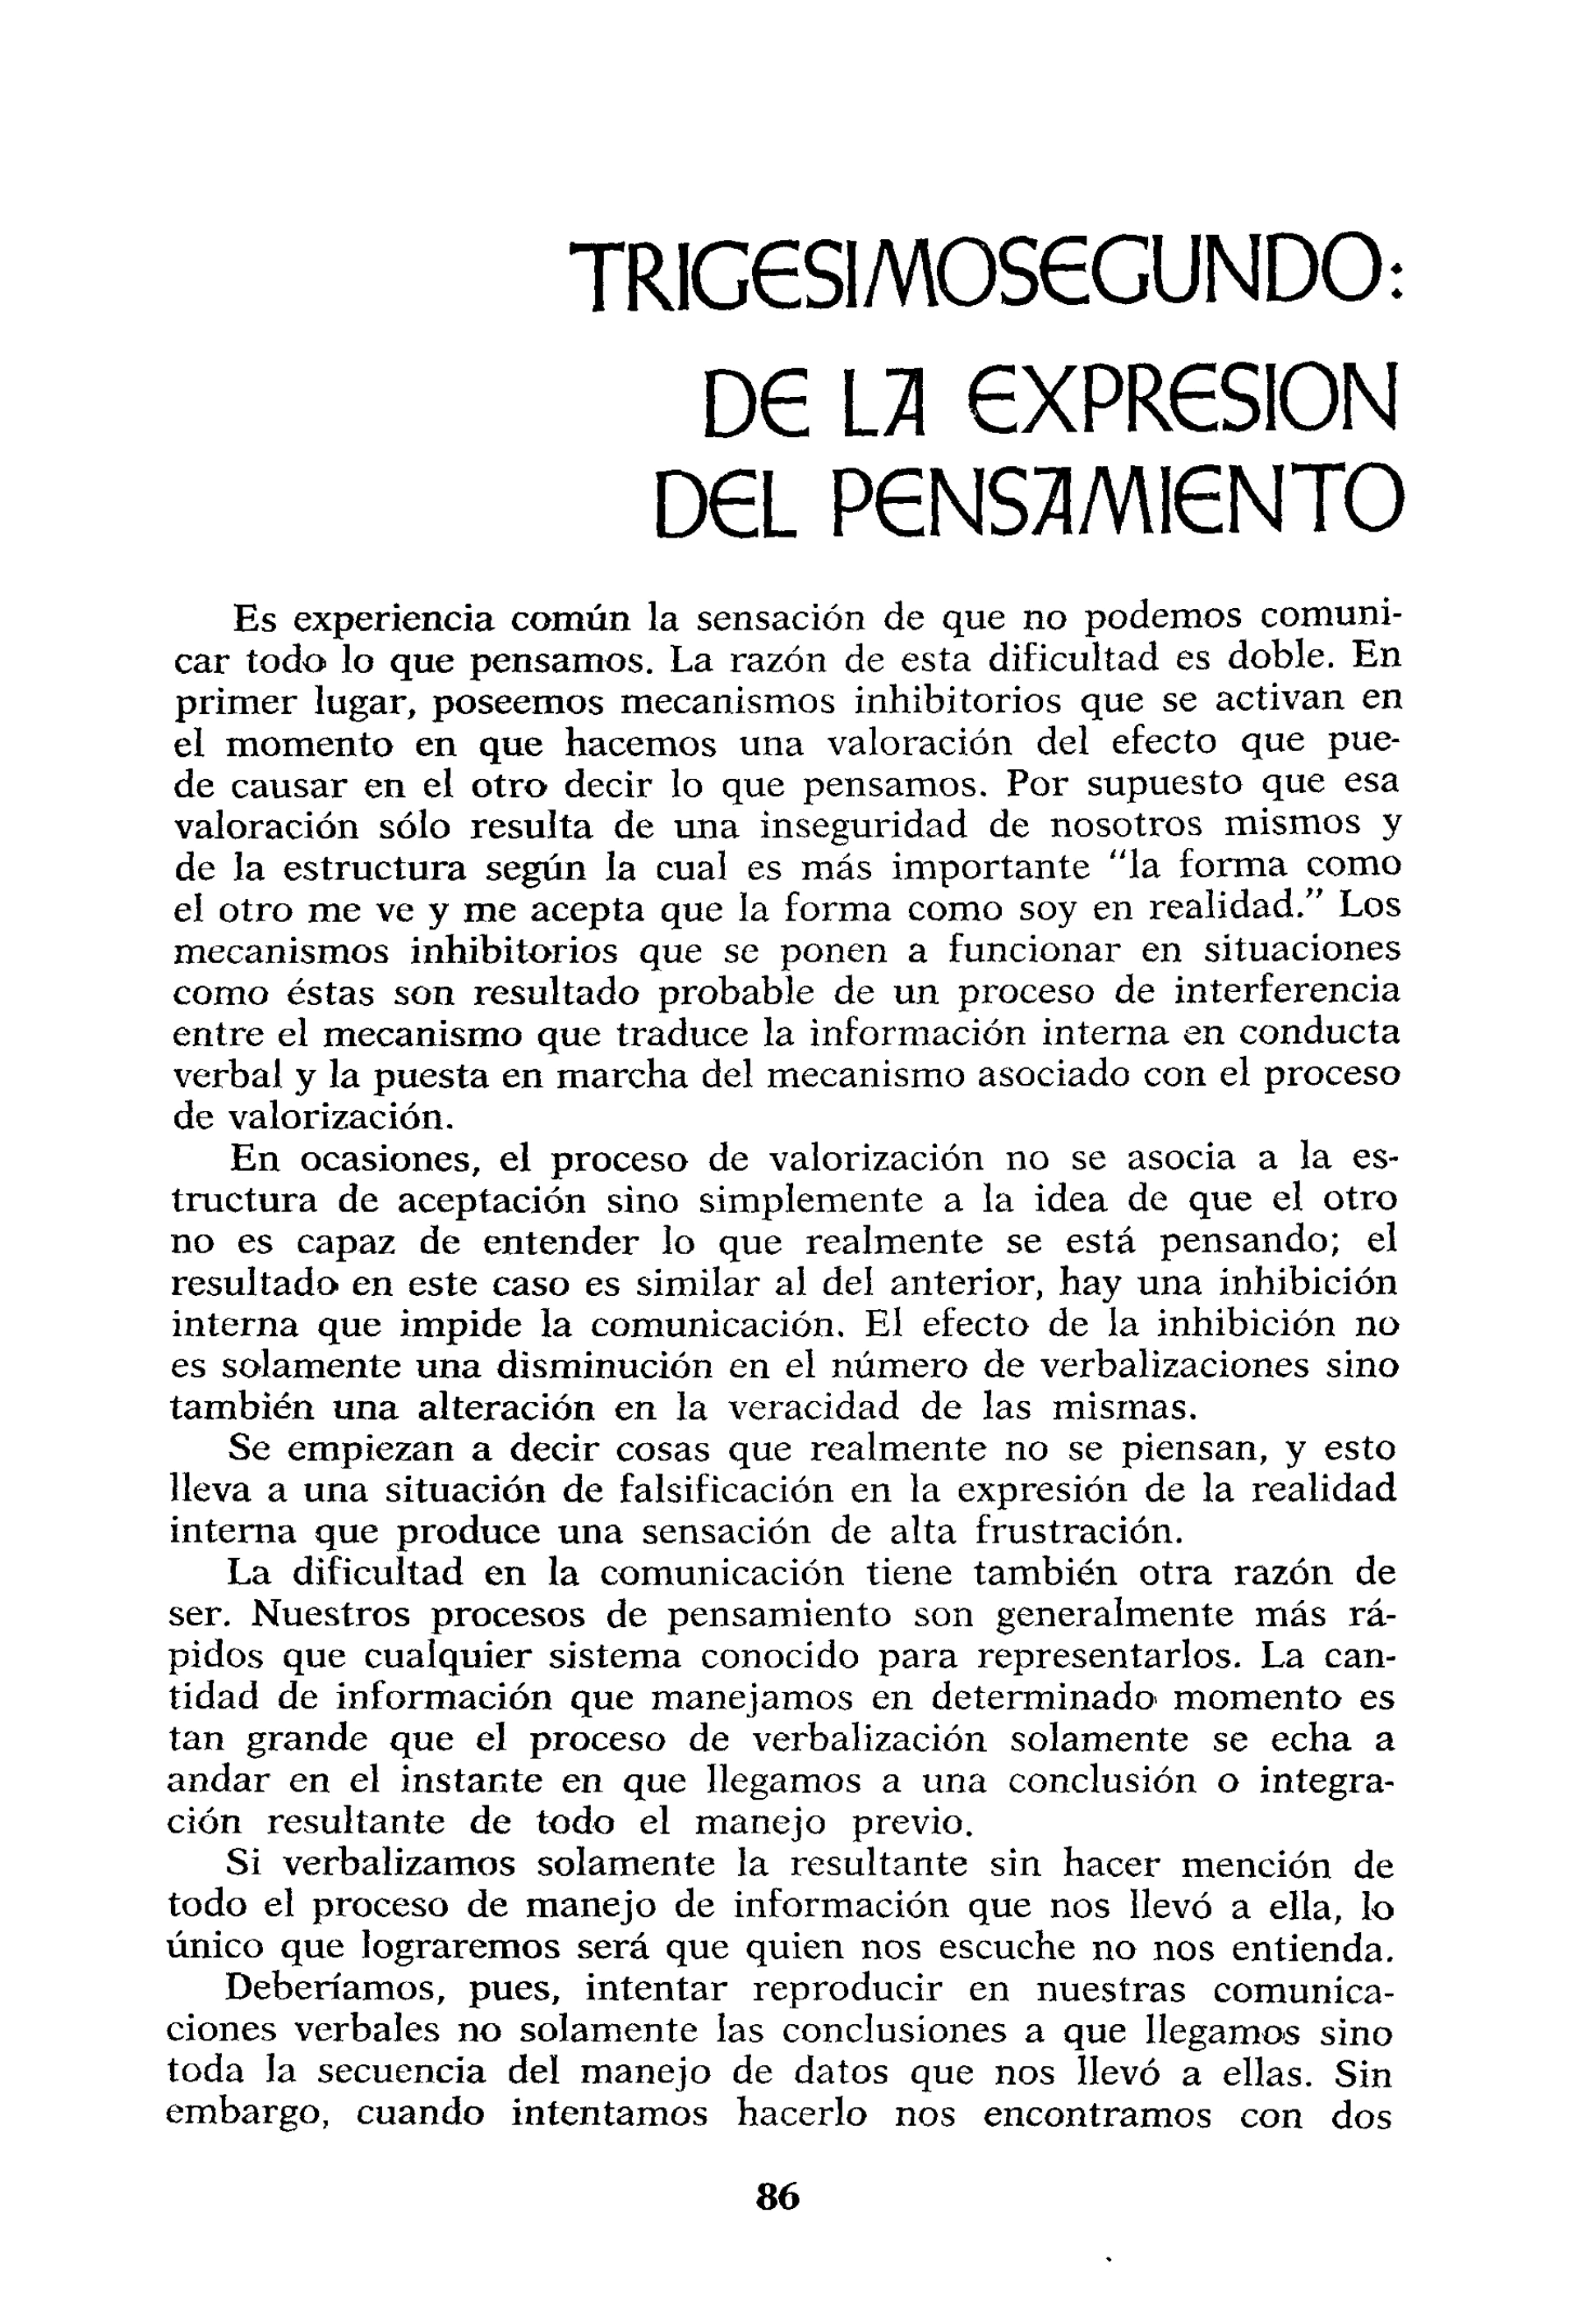 TRIGESIMOSEGUNDO:
DE LA EXPRESION
DEL PENSAMIENTO
Es experiencia común la sensación de que no podemos comuni-
car todo lo que pensamos. La razón de esta dificultad es doble. En
primer lugar, poseemos mecanismos inhibitorios que se activan en
el momento en que hacemos una valoración del efecto que pue-
de causar en el otro decir lo que pensamos. Por supuesto que esa
valoración sólo resulta de una inseguridad de nosotros mismos y
de la estructura según la cual es más importante "la forma como
el otro me ve y me acepta que la forma como soy en realidad." Los
mecanismos inhibitorios que se ponen a funcionar en situaciones
como éstas son resultado probable de un proceso de interferencia
entre el mecanismo que traduce la información interna en conducta
verbal y la puesta en marcha del mecanismo asociado con el proceso
de valorización.
En ocasiones, el proceso de valorización no se asocia a la es-
tructura de aceptación sino simplemente a la idea de que el otro
no es capaz de entender lo que realmente se está pensando; el
resultado en este caso es similar al del anterior, hay una inhibición
interna que impide la comunicación. El efecto de la inhibición no
es solamente una disminución en el número de verbalizaciones sino
también una alteración en la veracidad de las mismas.
Se empiezan a decir cosas que realmente no se piensan, y esto
lleva a una situación de falsificación en la expresión de la realidad
interna que produce una sensación de alta frustración.
La dificultad en la comunicación tiene también otra razón de
ser. Nuestros procesos de pensamiento son generalmente más rá-
pidos que cualquier sistema conocido para representarlos. La can-
tidad de información que manejamos en determinado momento es
tan grande que el proceso de verbalización solamente se echa a
andar en el instante en que llegamos a una conclusión o integra-
ción resultante de todo el manejo previo.
Si verbalizamos solamente la resultante sin hacer mención de
todo el proceso de manejo de información que nos llevó a ella, lo
único que lograremos será que quien nos escuche no nos entienda.
Deberíamos, pues, intentar reproducir en nuestras comunica-
ciones verbales no solamente las conclusiones a que llegamos sino
toda la secuencia del manejo de datos que nos llevó a ellas. Sin
embargo, cuando intentamos hacerlo nos encontramos con dos
86